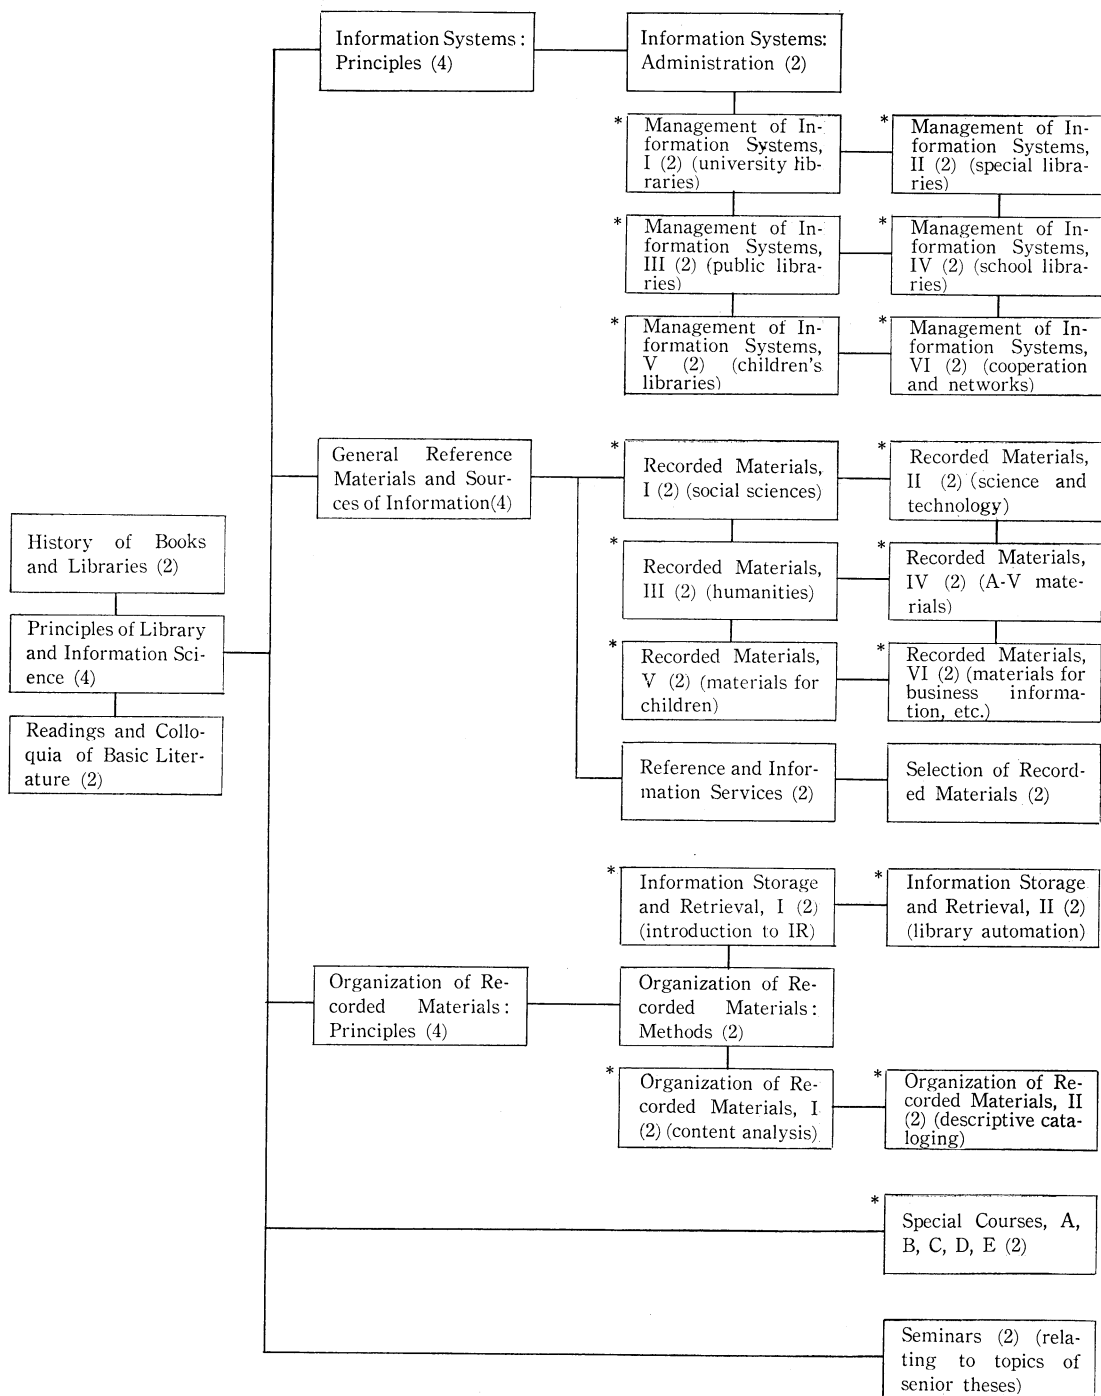 Information Systems:
Principles (4)
Information Systems:
Administration (2)
*
Management of In-
formation Systems,
I (2) (university lib-
raries)
*
Management of In-
formation Systems,
II (2) (special libra-
ries)
*
Management of In-
formation Systems,
III (2) (public libra-
ries)
*
Management of In-
formation Systems,
IV (2) (school libra-
ries)
*
Management of In-
formation Systems,
V (2) (children's
libraries)
*
Management of In-
formation Systems,
VI (2) (cooperation
and networks)
General Reference
Materials and Sour-
ces of Information(4)
*
Recorded Materials,
I (2) (social sciences)
*
Recorded Materials,
II (2) (science and
technology)
*
Recorded Materials,
III (2) (humanities)
*
Recorded Materials,
IV (2) (A-V mate-
rials)
*
Recorded Materials,
V (2) (materials for
children)
*
Recorded Materials,
VI (2) (materials for
business informa-
tion, etc.)
Reference and Infor-
mation Services (2)
Selection of Record-
ed Materials (2)
History of Books
and Libraries (2)
Principles of Library
and Information Sci-
ence (4)
Readings and Collo-
quia of Basic Liter-
ature (2)
*
Information Storage
and Retrieval, I (2)
(introduction to IR)
*
Information Storage
and Retrieval, II (2)
(library automation)
Organization of Re-
corded Materials:
Principles (4)
Organization of Re-
corded Materials:
Methods (2)
*
Organization of Re-
corded Materials, I
(2) (content analysis)
*
Organization of Re-
corded Materials, II
(2) (descriptive cata-
loging)
*
Special Courses, A,
B, C, D, E (2)
Seminars (2) (rela-
ting to topics of
senior theses)